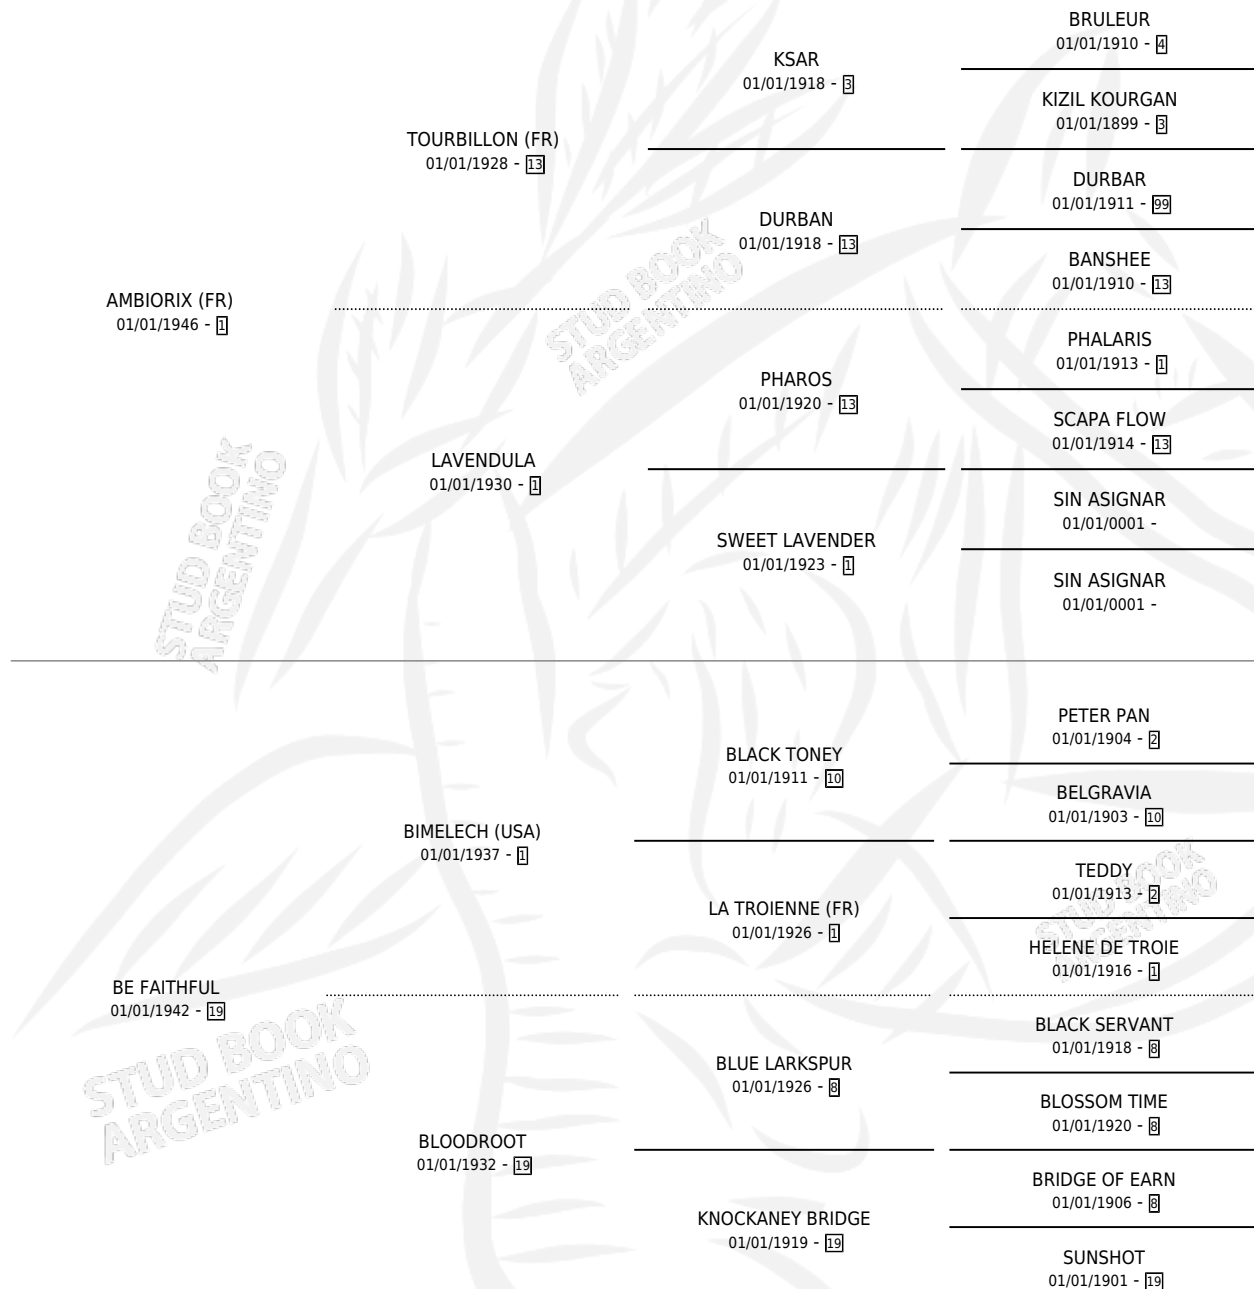 BRULEUR
01/01/1910 - 4
KSAR
01/01/1918 - 3
KIZIL KOURGAN
01/01/1899 - 3
TOURBILLON (FR)
01/01/1928 - 13
DURBAR
01/01/1911 - 99
DURBAN
01/01/1918 - 13
BANSHEE
01/01/1910 - 13
AMBIORIX (FR)
01/01/1946 - 1
PHALARIS
01/01/1913 - 1
PHAROS
01/01/1920 - 13
SCAPA FLOW
01/01/1914 - 13
LAVENDULA
01/01/1930 - 1
SIN ASIGNAR
01/01/0001 -
SWEET LAVENDER
01/01/1923 - 1
SIN ASIGNAR
01/01/0001 -
PETER PAN
01/01/1904 - 2
BLACK TONEY
01/01/1911 - 10
BELGRAVIA
01/01/1903 - 10
BIMELECH (USA)
01/01/1937 - 1
TEDDY
01/01/1913 - 2
LA TROIENNE (FR)
01/01/1926 - 1
HELENE DE TROIE
01/01/1916 - 1
BE FAITHFUL
01/01/1942 - 19
BLACK SERVANT
01/01/1918 - 8
BLUE LARKSPUR
01/01/1926 - 8
BLOSSOM TIME
01/01/1920 - 8
BLOODROOT
01/01/1932 - 19
BRIDGE OF EARN
01/01/1906 - 8
KNOCKANEY BRIDGE
01/01/1919 - 19
SUNSHOT
01/01/1901 - 19
STUD BOOK
ARGENTINO
STUD BOOK
ARGENTINO
STUD BOOK
ARGENTINO
STUD BOOK
ARGENTINO